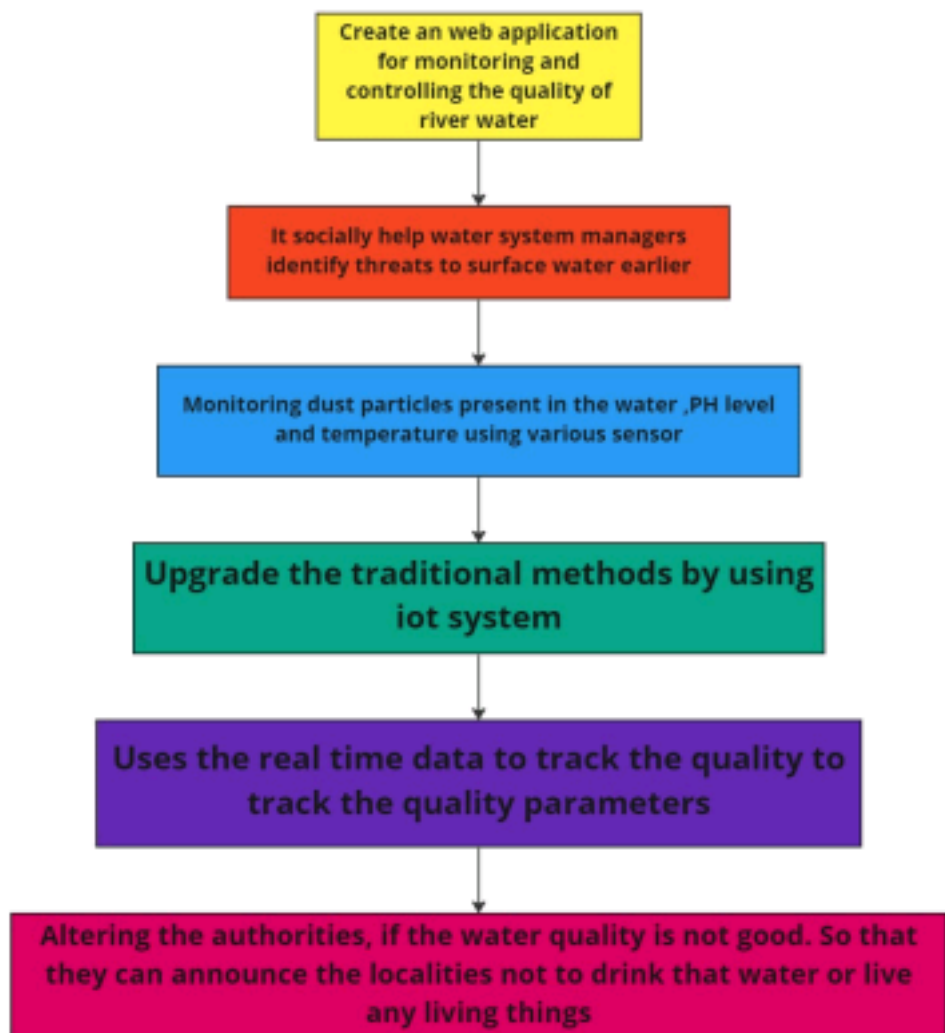 Create an web application
for monitoring and
controlling the quality of
river water
It socially help water system managers
identify threats to surface water earlier
Monitoring dust particles present in the water ,PH level
and temperature using various sensor
Upgrade the traditional methods by using
iot system
Uses the real time data to track the quality to
track the quality parameters
Altering the authorities, if the water quality is not good. So that
they can announce the localities not to drink that water or live
any living things